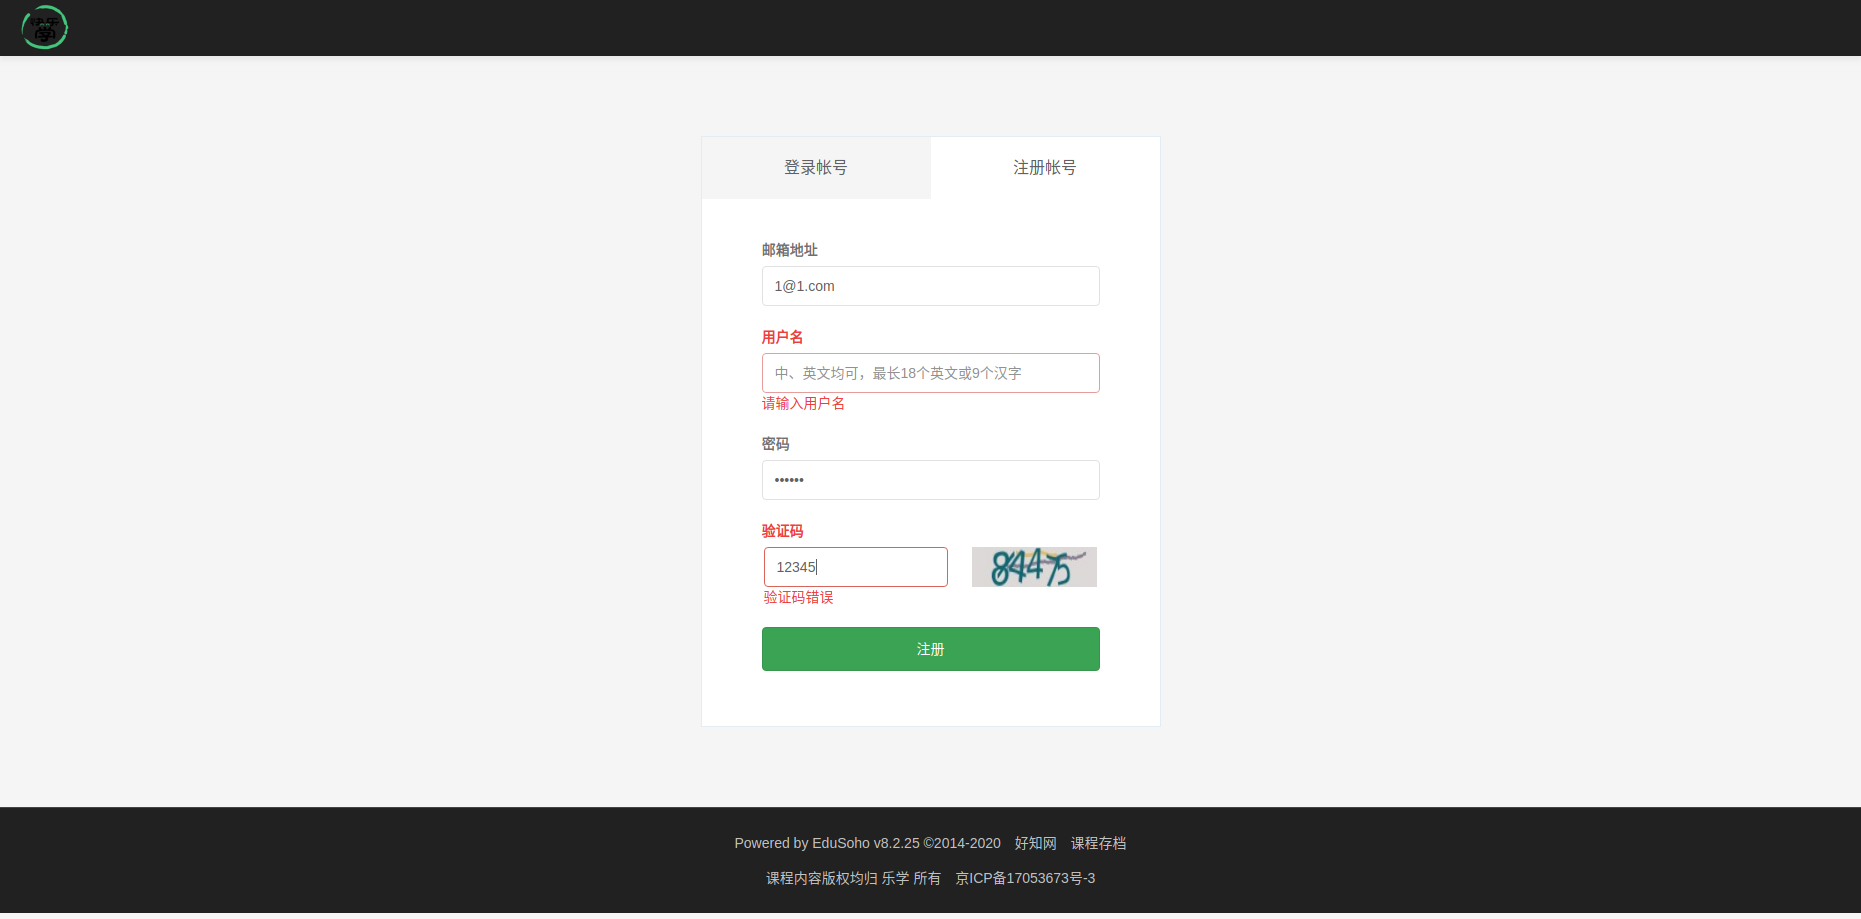 快乐
學
登录帐号 注册帐号
邮箱地址
1@1.com
用户名
中、英文均可，最长18个英文或9个汉字
请输入用户名
密码
••••••
验证码
12345
84475
验证码错误
注册
Powered by EduSoho v8.2.25 ©2014-2020 好知网 课程存档
课程内容版权均归 乐学 所有 京ICP备17053673号-3